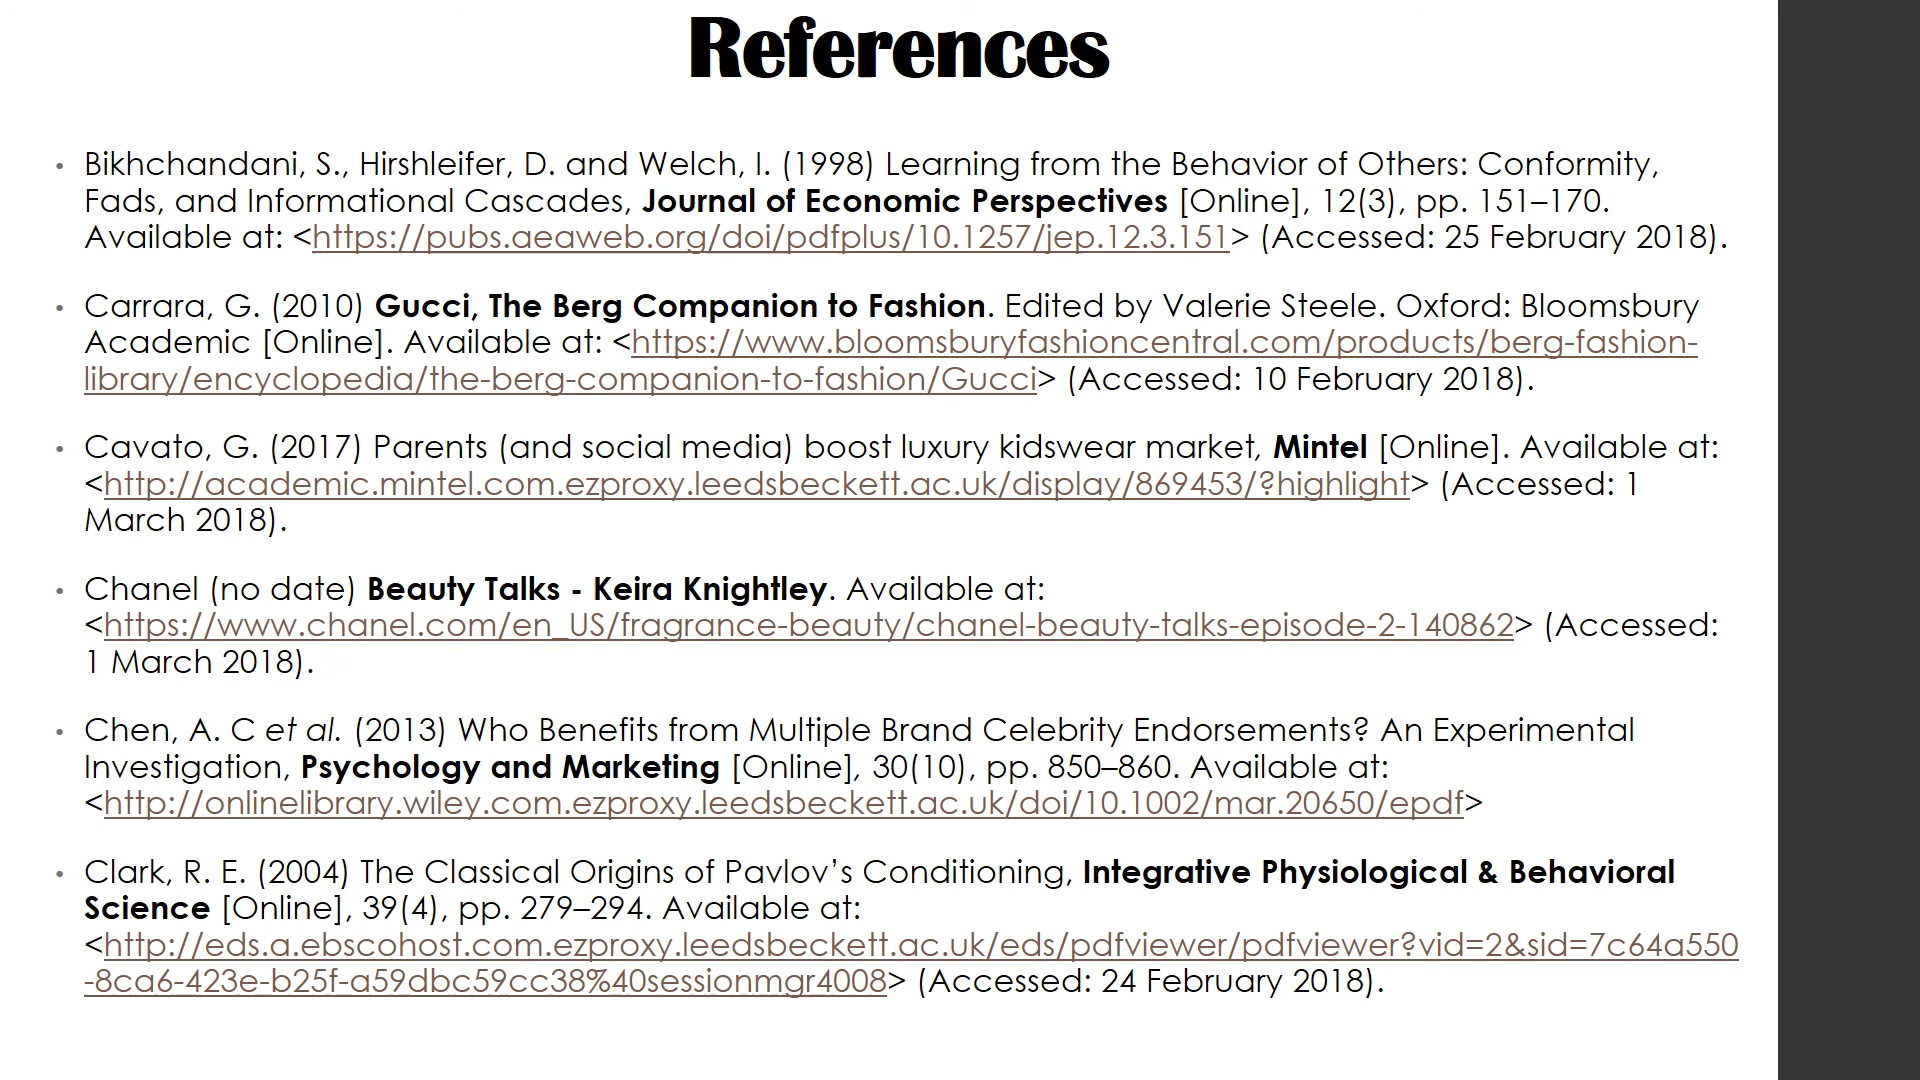 References
• Bikhchandani, S., Hirshleifer, D. and Welch, I. (1998) Learning from the Behavior of Others: Conformity,
Fads, and Informational Cascades, Journal of Economic Perspectives [Online], 12(3), pp. 151–170.
Available at: <https://pubs.aeaweb.org/doi/pdfplus/10.1257/jep.12.3.151> (Accessed: 25 February 2018).
• Carrara, G. (2010) Gucci, The Berg Companion to Fashion. Edited by Valerie Steele. Oxford: Bloomsbury
Academic [Online]. Available at: <https://www.bloomsburyfashioncentral.com/products/berg-fashion-
library/encyclopedia/the-berg-companion-to-fashion/Gucci> (Accessed: 10 February 2018).
• Cavato, G. (2017) Parents (and social media) boost luxury kidswear market, Mintel [Online]. Available at:
<http://academic.mintel.com.ezproxy.leedsbeckett.ac.uk/display/869453/?highlight> (Accessed: 1
March 2018).
• Chanel (no date) Beauty Talks - Keira Knightley. Available at:
<https://www.chanel.com/en_US/fragrance-beauty/chanel-beauty-talks-episode-2-140862> (Accessed:
1 March 2018).
• Chen, A. C et al. (2013) Who Benefits from Multiple Brand Celebrity Endorsements? An Experimental
Investigation, Psychology and Marketing [Online], 30(10), pp. 850–860. Available at:
<http://onlinelibrary.wiley.com.ezproxy.leedsbeckett.ac.uk/doi/10.1002/mar.20650/epdf>
• Clark, R. E. (2004) The Classical Origins of Pavlov’s Conditioning, Integrative Physiological & Behavioral
Science [Online], 39(4), pp. 279–294. Available at:
<http://eds.a.ebscohost.com.ezproxy.leedsbeckett.ac.uk/eds/pdfviewer/pdfviewer?vid=2&sid=7c64a550
-8ca6-423e-b25f-a59dbc59cc38%40sessionmgr4008> (Accessed: 24 February 2018).